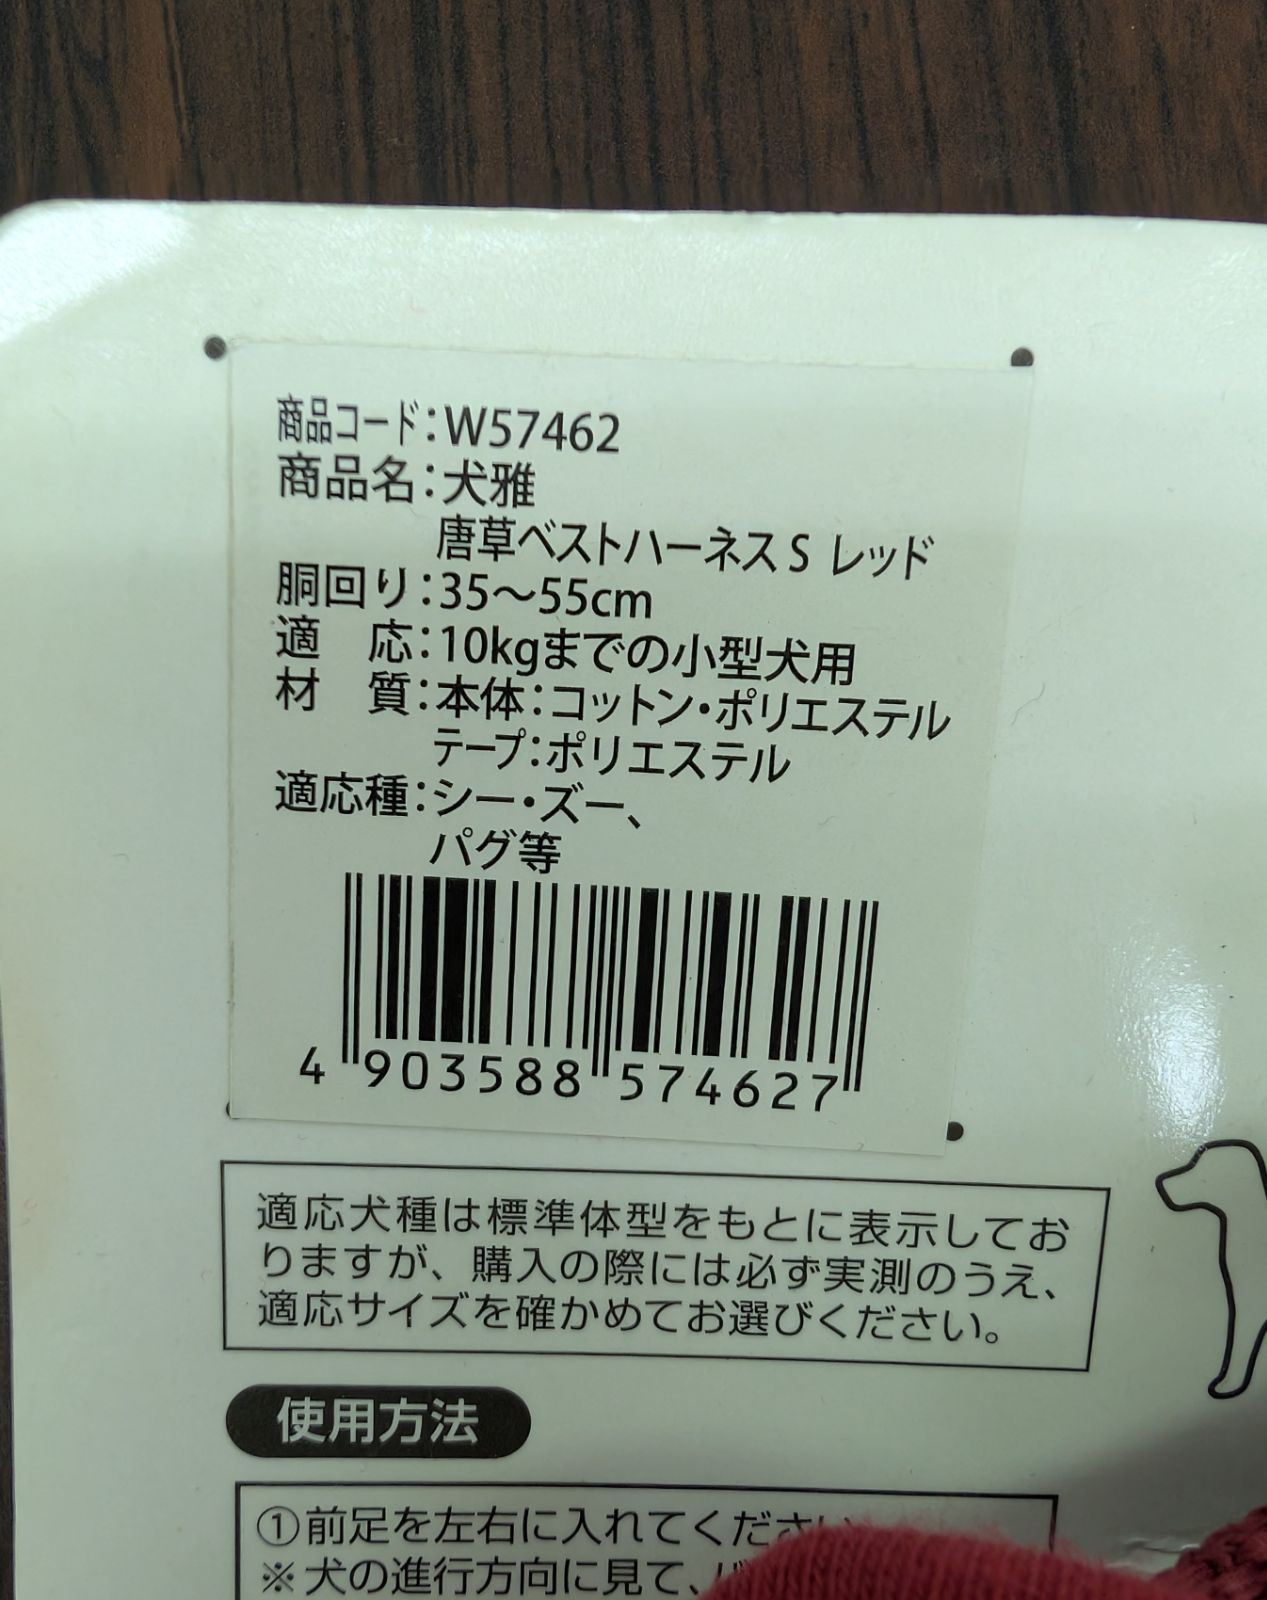 商品コード：W57462
商品名：犬雅
唐草ベストハーネス S レッド
胴回り：35～55cm
適　応：10kgまでの小型犬用
材　質：本体：コットン・ポリエステル
テープ：ポリエステル
適応種：シー・ズー、
パグ等
4 903588 574627
適応犬種は標準体型をもとに表示してお
りますが、購入の際には必ず実測のうえ、
適応サイズを確かめてお選びください。
使用方法
①前足を左右に入れてくださ
※犬の進行方向に見て、